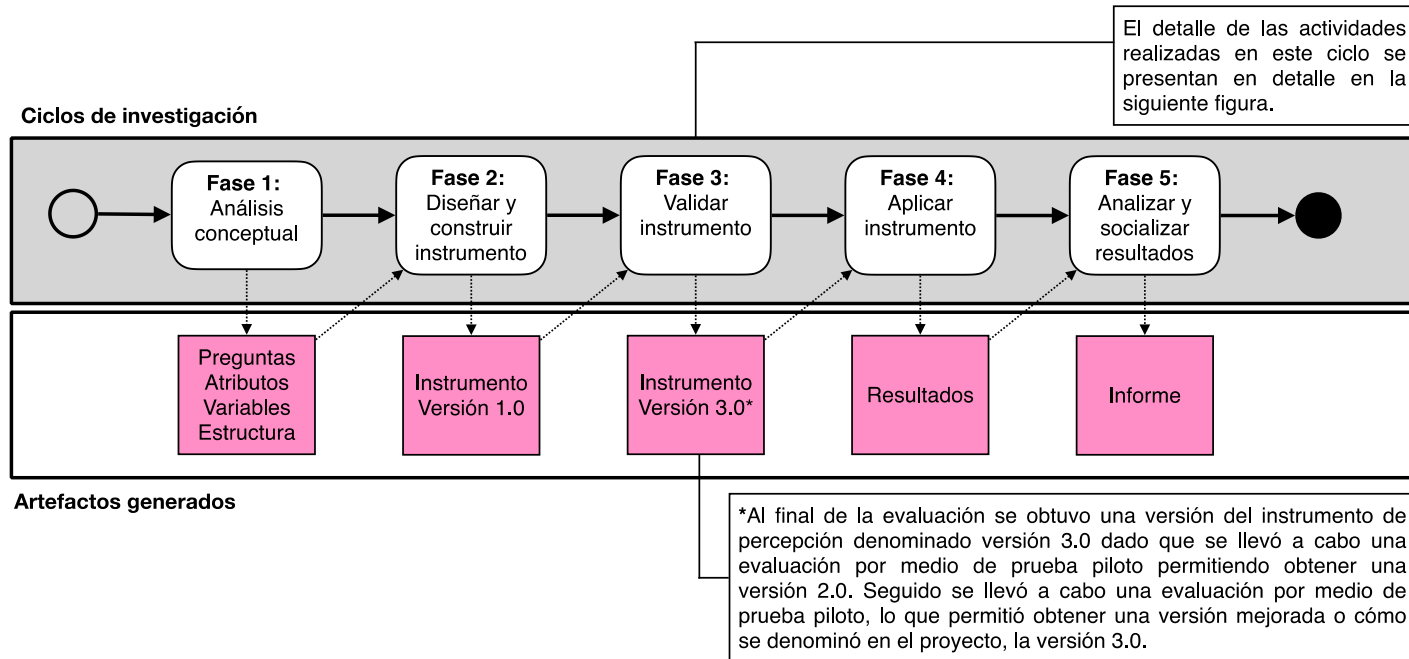 El detalle de las actividades
realizadas en este ciclo se
presentan en detalle en la
siguiente figura.
Ciclos de investigación
Fase 1:
Análisis
conceptual
Fase 2:
Diseñar y
construir
instrumento
Fase 3:
Validar
instrumento
Fase 4:
Aplicar
instrumento
Fase 5:
Analizar y
socializar
resultados
Preguntas
Atributos
Variables
Estructura
Instrumento
Versión 1.0
Instrumento
Versión 3.0*
Resultados
Informe
Artefactos generados
*Al final de la evaluación se obtuvo una versión del instrumento de
percepción denominado versión 3.0 dado que se llevó a cabo una
evaluación por medio de prueba piloto permitiendo obtener una
versión 2.0. Seguido se llevó a cabo una evaluación por medio de
prueba piloto, lo que permitió obtener una versión mejorada o cómo
se denominó en el proyecto, la versión 3.0.